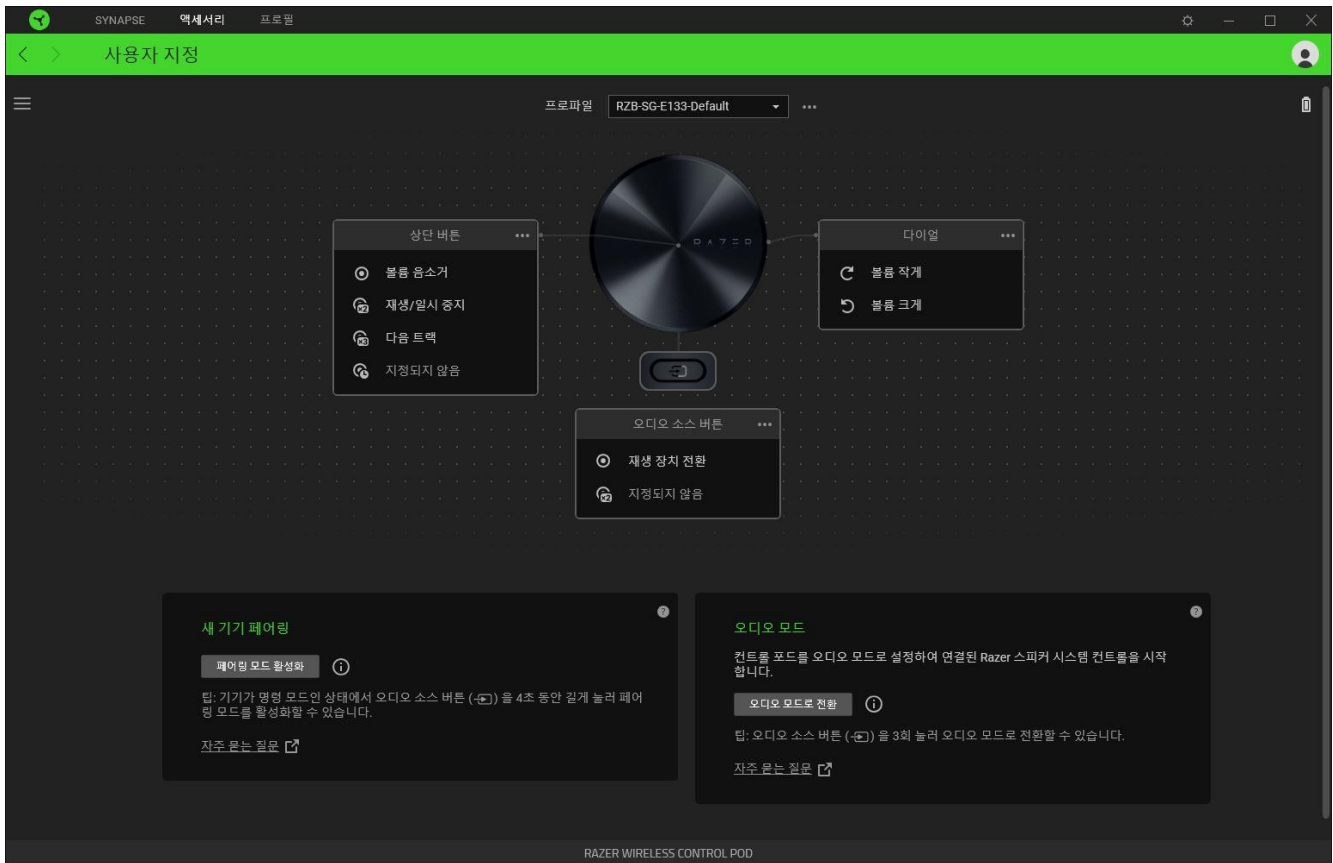 SYNAPSE 액세서리 프로필
사용자 지정
프로파일 RZB-SG-E133-Default
RAZER
상단 버튼
볼륨 음소거
x2 재생/일시 중지
x3 다음 트랙
지정되지 않음
다이얼
볼륨 작게
볼륨 크게
오디오 소스 버튼
재생 장치 전환
x2 지정되지 않음
새 기기 페어링
페어링 모드 활성화
팁: 기기가 명령 모드인 상태에서 오디오 소스 버튼 ( ) 을 4초 동안 길게 눌러 페어
링 모드를 활성화할 수 있습니다.
자주 묻는 질문
오디오 모드
컨트롤 포드를 오디오 모드로 설정하여 연결된 Razer 스피커 시스템 컨트롤을 시작
합니다.
오디오 모드로 전환
팁: 오디오 소스 버튼 ( ) 을 3회 눌러 오디오 모드로 전환할 수 있습니다.
자주 묻는 질문
RAZER WIRELESS CONTROL POD